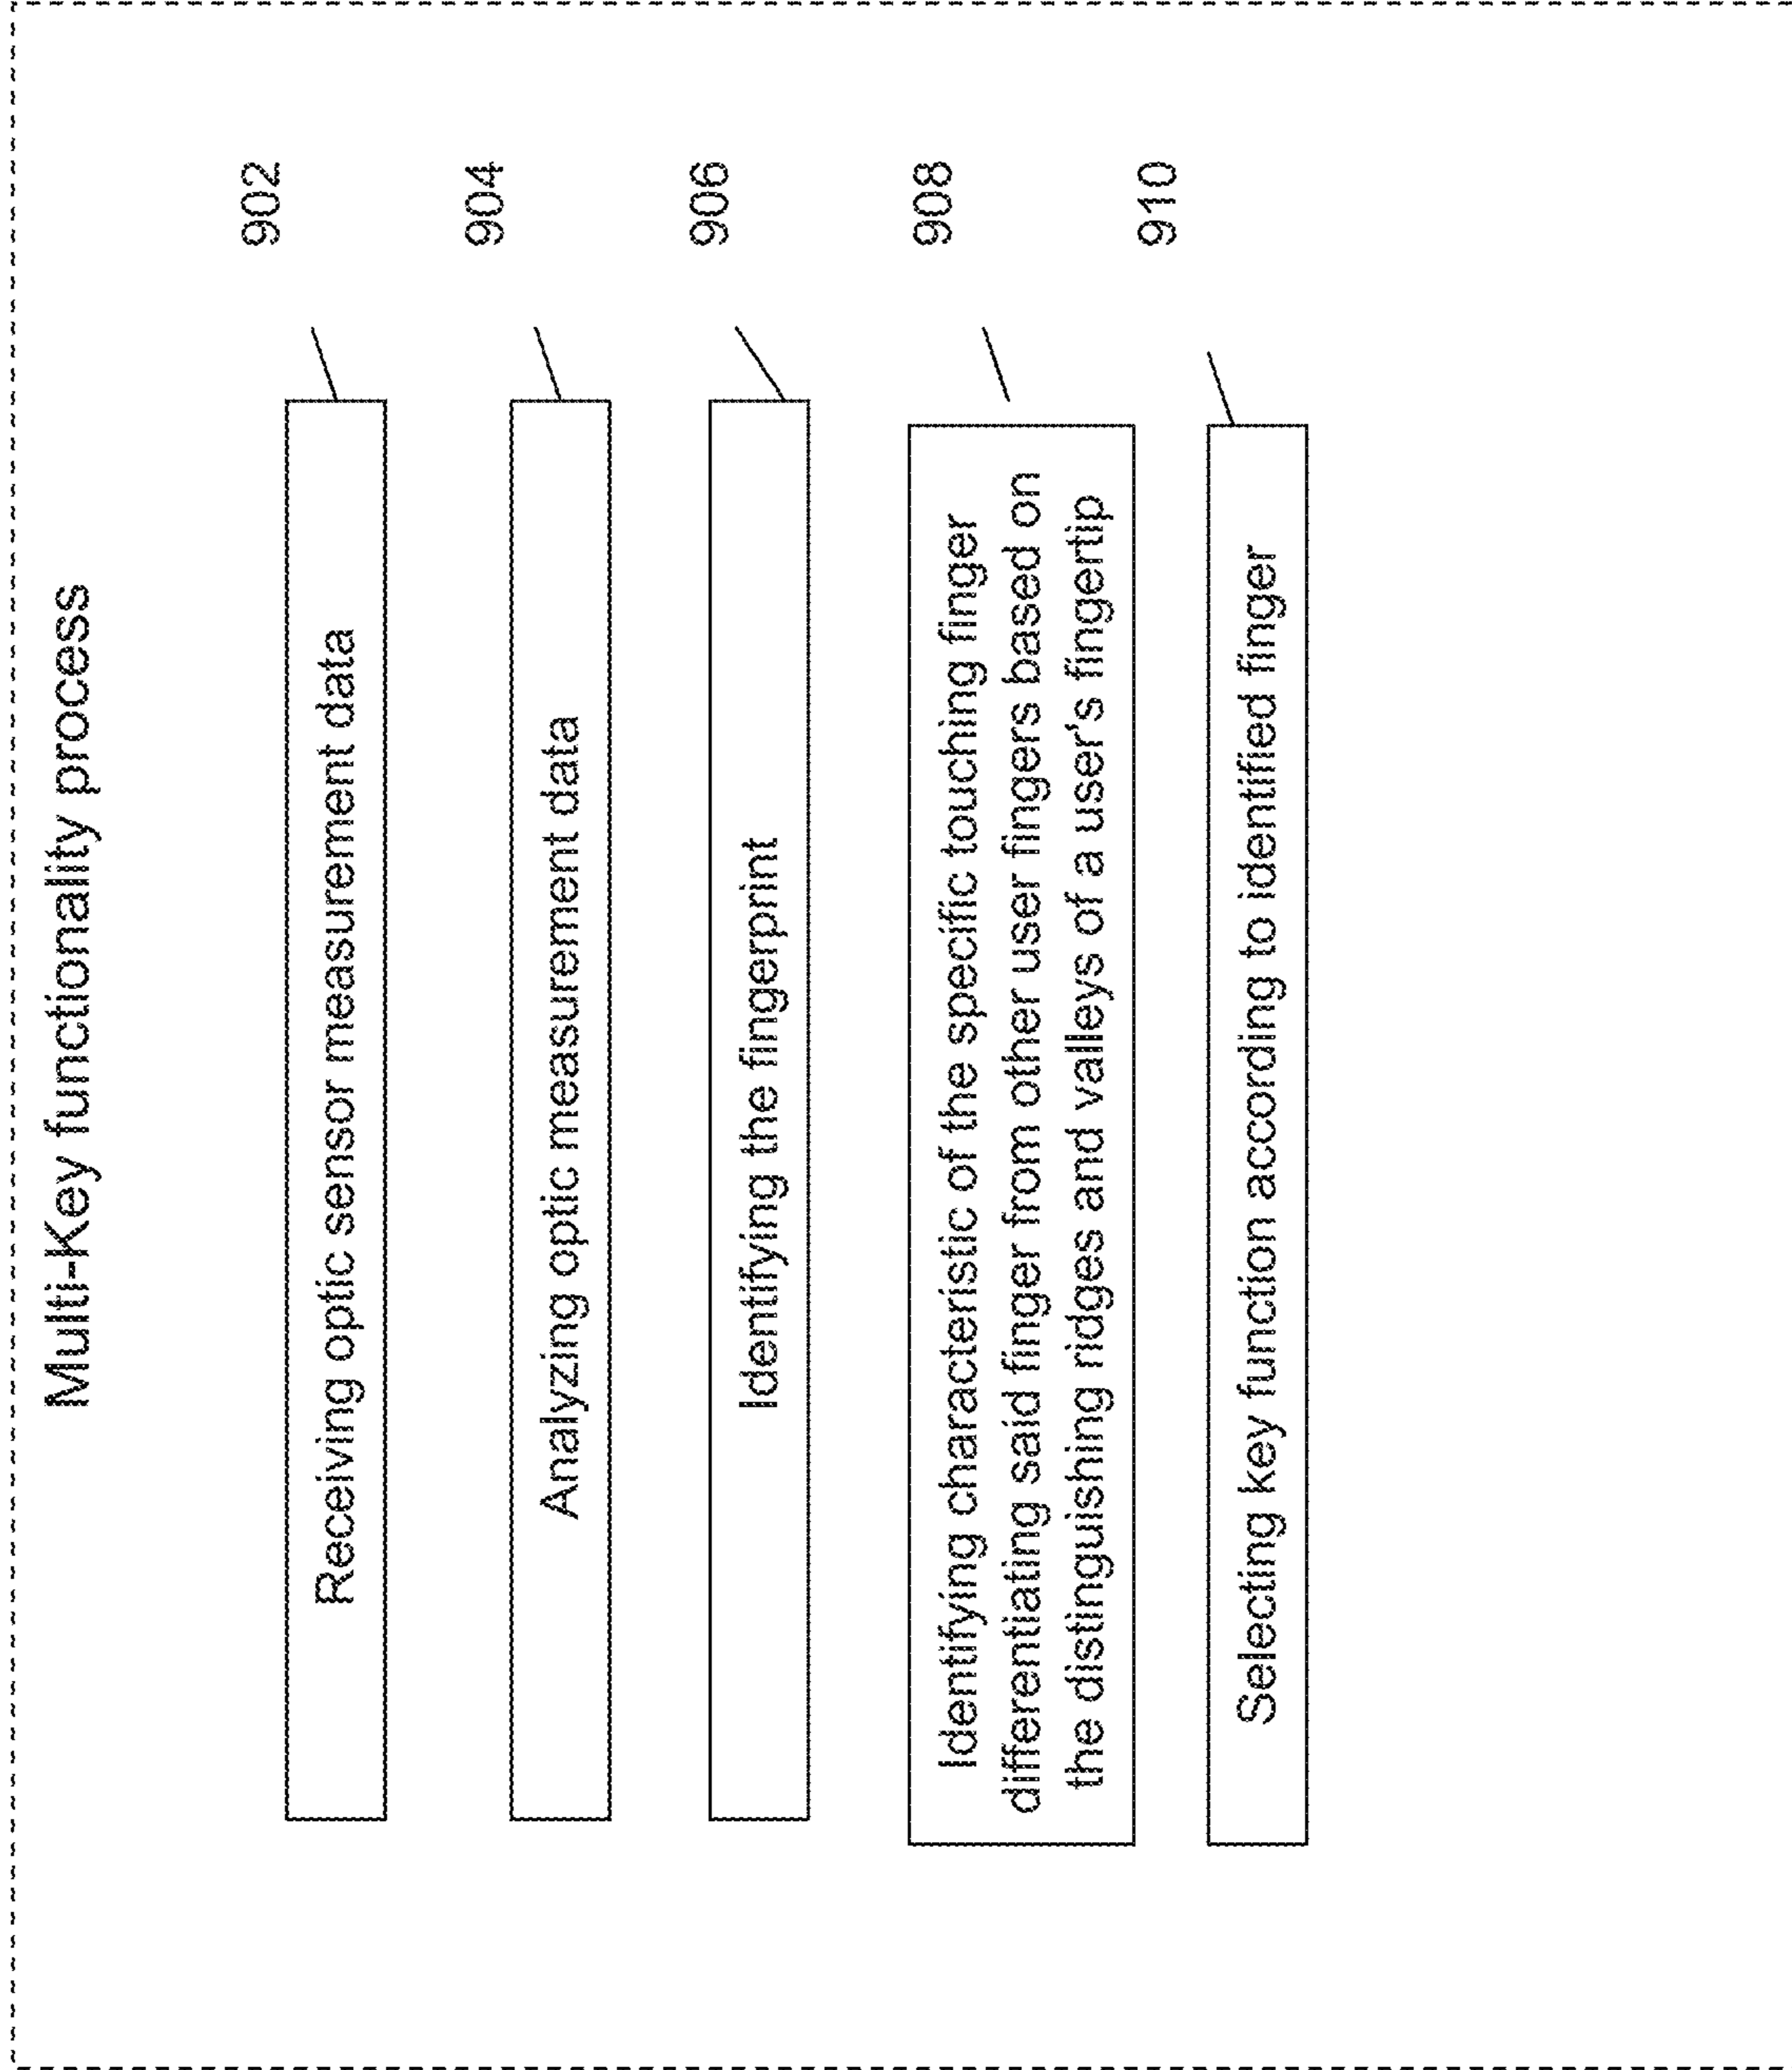 Multi-Key functionality process
Receiving optic sensor measurement data
902
Analyzing optic measurement data
904
Identifying the fingerprint
906
Identifying characteristic of the specific touching finger
differentiating said finger from other user fingers based on
the distinguishing ridges and valleys of a user's fingertip
908
Selecting key function according to identified finger
910